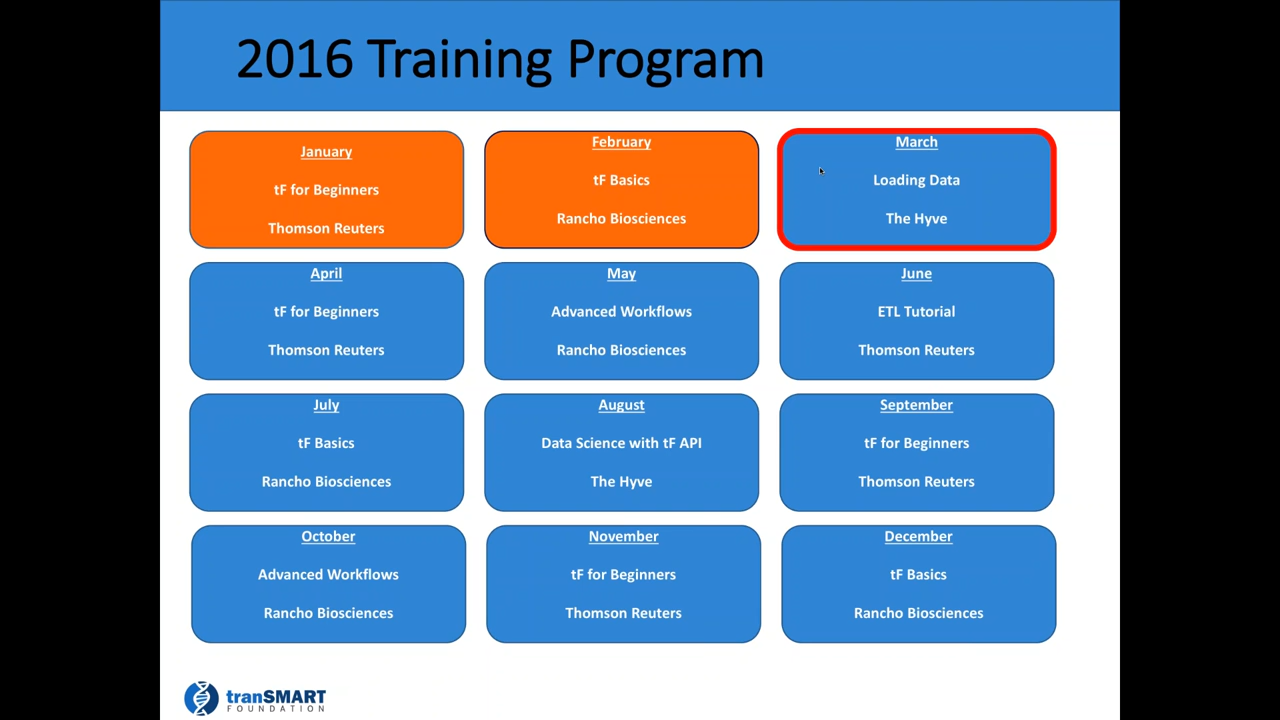 2016 Training Program
January
tF for Beginners
Thomson Reuters
February
tF Basics
Rancho Biosciences
March
Loading Data
The Hyve
April
tF for Beginners
Thomson Reuters
May
Advanced Workflows
Rancho Biosciences
June
ETL Tutorial
Thomson Reuters
July
tF Basics
Rancho Biosciences
August
Data Science with tF API
The Hyve
September
tF for Beginners
Thomson Reuters
October
Advanced Workflows
Rancho Biosciences
November
tF for Beginners
Thomson Reuters
December
tF Basics
Rancho Biosciences
tranSMART
FOUNDATION